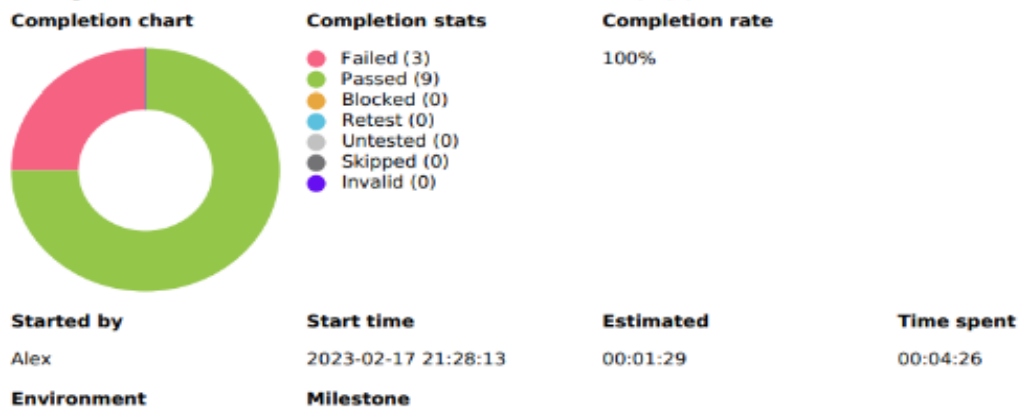 Completion chart
Completion stats
Completion rate
Failed (3)
Passed (9)
Blocked (0)
Retest (0)
Untested (0)
Skipped (0)
Invalid (0)
100%
Started by
Start time
Estimated
Time spent
Alex
2023-02-17 21:28:13
00:01:29
00:04:26
Environment
Milestone